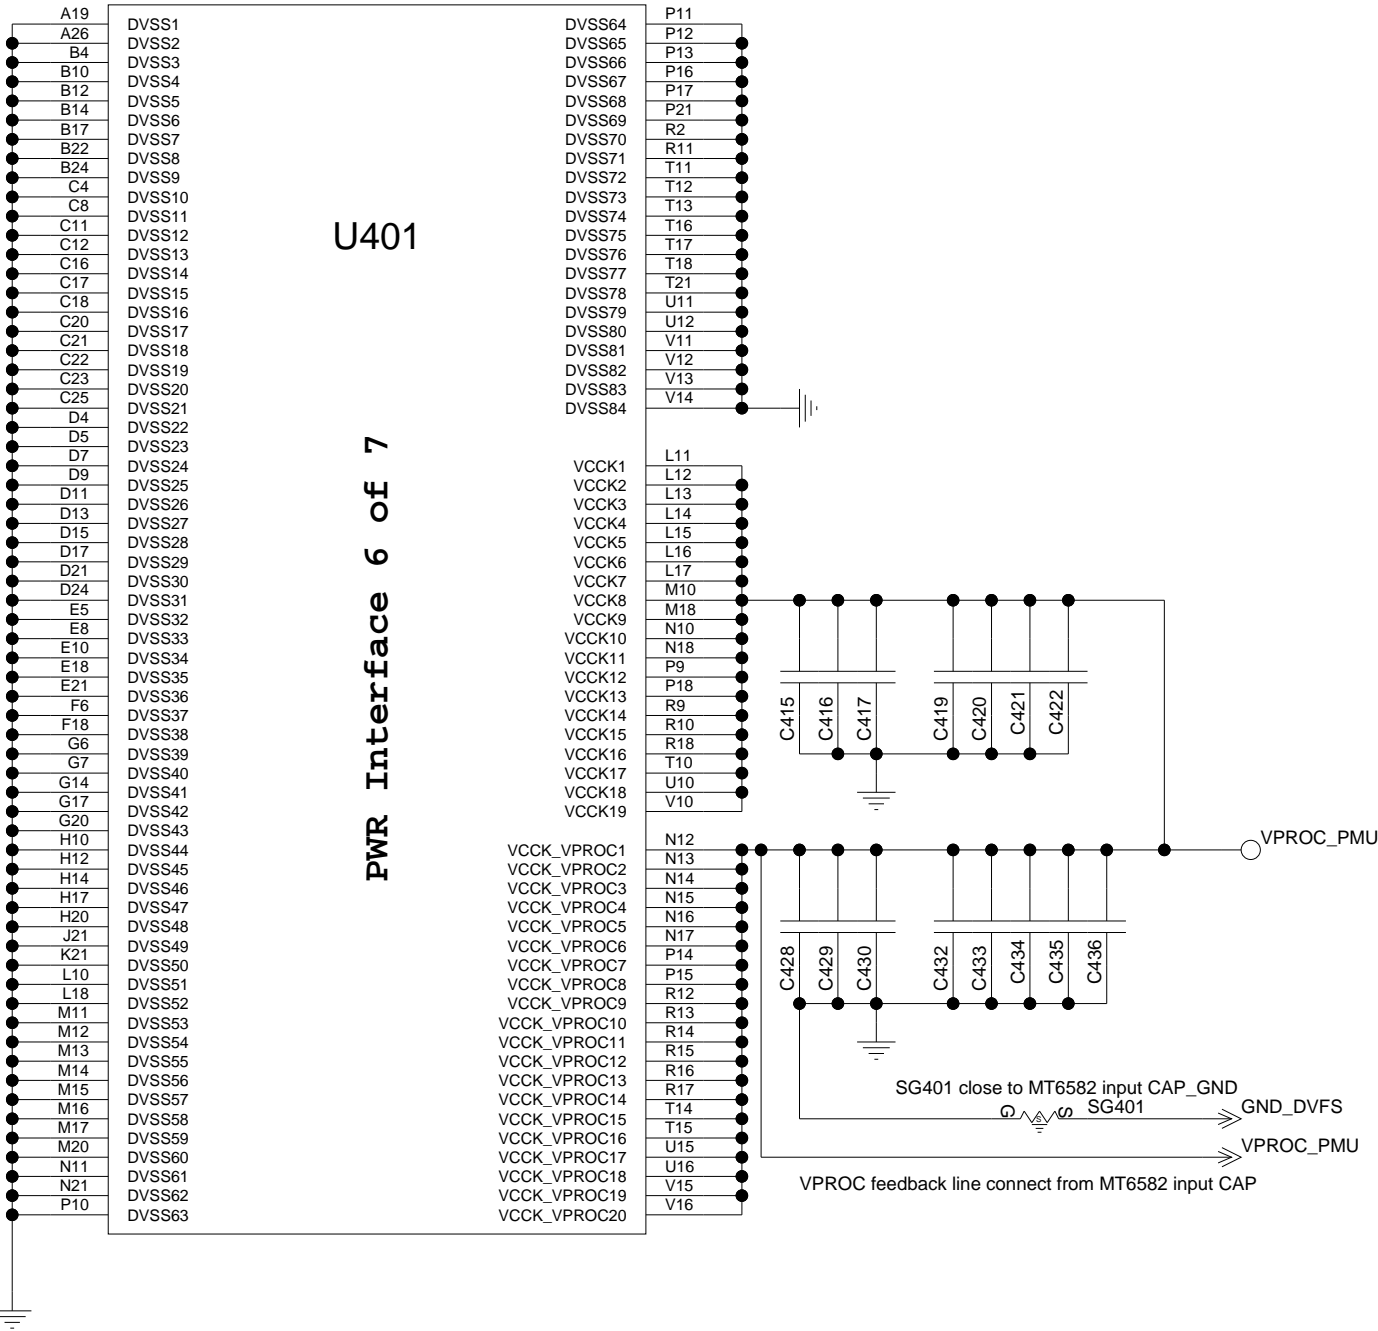 A19 DVSS1
A26 DVSS2
B4 DVSS3
B10 DVSS4
B12 DVSS5
B14 DVSS6
B17 DVSS7
B22 DVSS8
B24 DVSS9
C4 DVSS10
C8 DVSS11
C11 DVSS12
C12 DVSS13
C16 DVSS14
C17 DVSS15
C18 DVSS16
C20 DVSS17
C21 DVSS18
C22 DVSS19
C23 DVSS20
C25 DVSS21
D4 DVSS22
D5 DVSS23
D7 DVSS24
D9 DVSS25
D11 DVSS26
D13 DVSS27
D15 DVSS28
D17 DVSS29
D21 DVSS30
D24 DVSS31
E5 DVSS32
E8 DVSS33
E10 DVSS34
E18 DVSS35
E21 DVSS36
F6 DVSS37
F18 DVSS38
G6 DVSS39
G7 DVSS40
G14 DVSS41
G17 DVSS42
G20 DVSS43
H10 DVSS44
H12 DVSS45
H14 DVSS46
H17 DVSS47
H20 DVSS48
J21 DVSS49
K21 DVSS50
L10 DVSS51
L18 DVSS52
M11 DVSS53
M12 DVSS54
M13 DVSS55
M14 DVSS56
M15 DVSS57
M16 DVSS58
M17 DVSS59
M20 DVSS60
N11 DVSS61
N21 DVSS62
P10 DVSS63
U401
PWR Interface 6 of 7
DVSS64 P11
DVSS65 P12
DVSS66 P13
DVSS67 P16
DVSS68 P17
DVSS69 P21
DVSS70 R2
DVSS71 R11
DVSS72 T11
DVSS73 T12
DVSS74 T13
DVSS75 T16
DVSS76 T17
DVSS77 T18
DVSS78 T21
DVSS79 U11
DVSS80 U12
DVSS81 V11
DVSS82 V12
DVSS83 V13
DVSS84 V14
VCCK1 L11
VCCK2 L12
VCCK3 L13
VCCK4 L14
VCCK5 L15
VCCK6 L16
VCCK7 L17
VCCK8 M10
VCCK9 M18
VCCK10 N10
VCCK11 N18
VCCK12 P9
VCCK13 P18
VCCK14 R9
VCCK15 R10
VCCK16 R18
VCCK17 T10
VCCK18 U10
VCCK19 V10
VCCK_VPROC1 N12
VCCK_VPROC2 N13
VCCK_VPROC3 N14
VCCK_VPROC4 N15
VCCK_VPROC5 N16
VCCK_VPROC6 N17
VCCK_VPROC7 P14
VCCK_VPROC8 P15
VCCK_VPROC9 R12
VCCK_VPROC10 R13
VCCK_VPROC11 R14
VCCK_VPROC12 R15
VCCK_VPROC13 R16
VCCK_VPROC14 R17
VCCK_VPROC15 T14
VCCK_VPROC16 T15
VCCK_VPROC17 U15
VCCK_VPROC18 U16
VCCK_VPROC19 V15
VCCK_VPROC20 V16
C415 C416 C417 C419 C420 C421 C422
VPROC_PMU
C428 C429 C430 C432 C433 C434 C435 C436
SG401 close to MT6582 input CAP_GND
G S S SG401 GND_DVFS
VPROC_PMU
VPROC feedback line connect from MT6582 input CAP